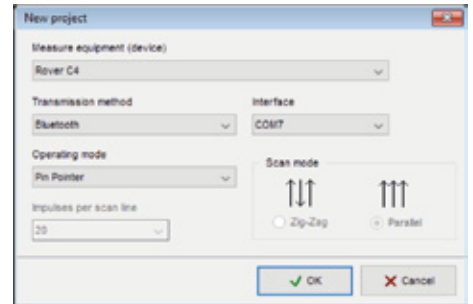 New project
Measure equipment (device)
Rover C4
Transmission method
Interface
Bluetooth
COM7
Operating mode
Pin Pointer
Scan mode
Impulses per scan line
20
Zig-Zag
Parallel
OK
Cancel